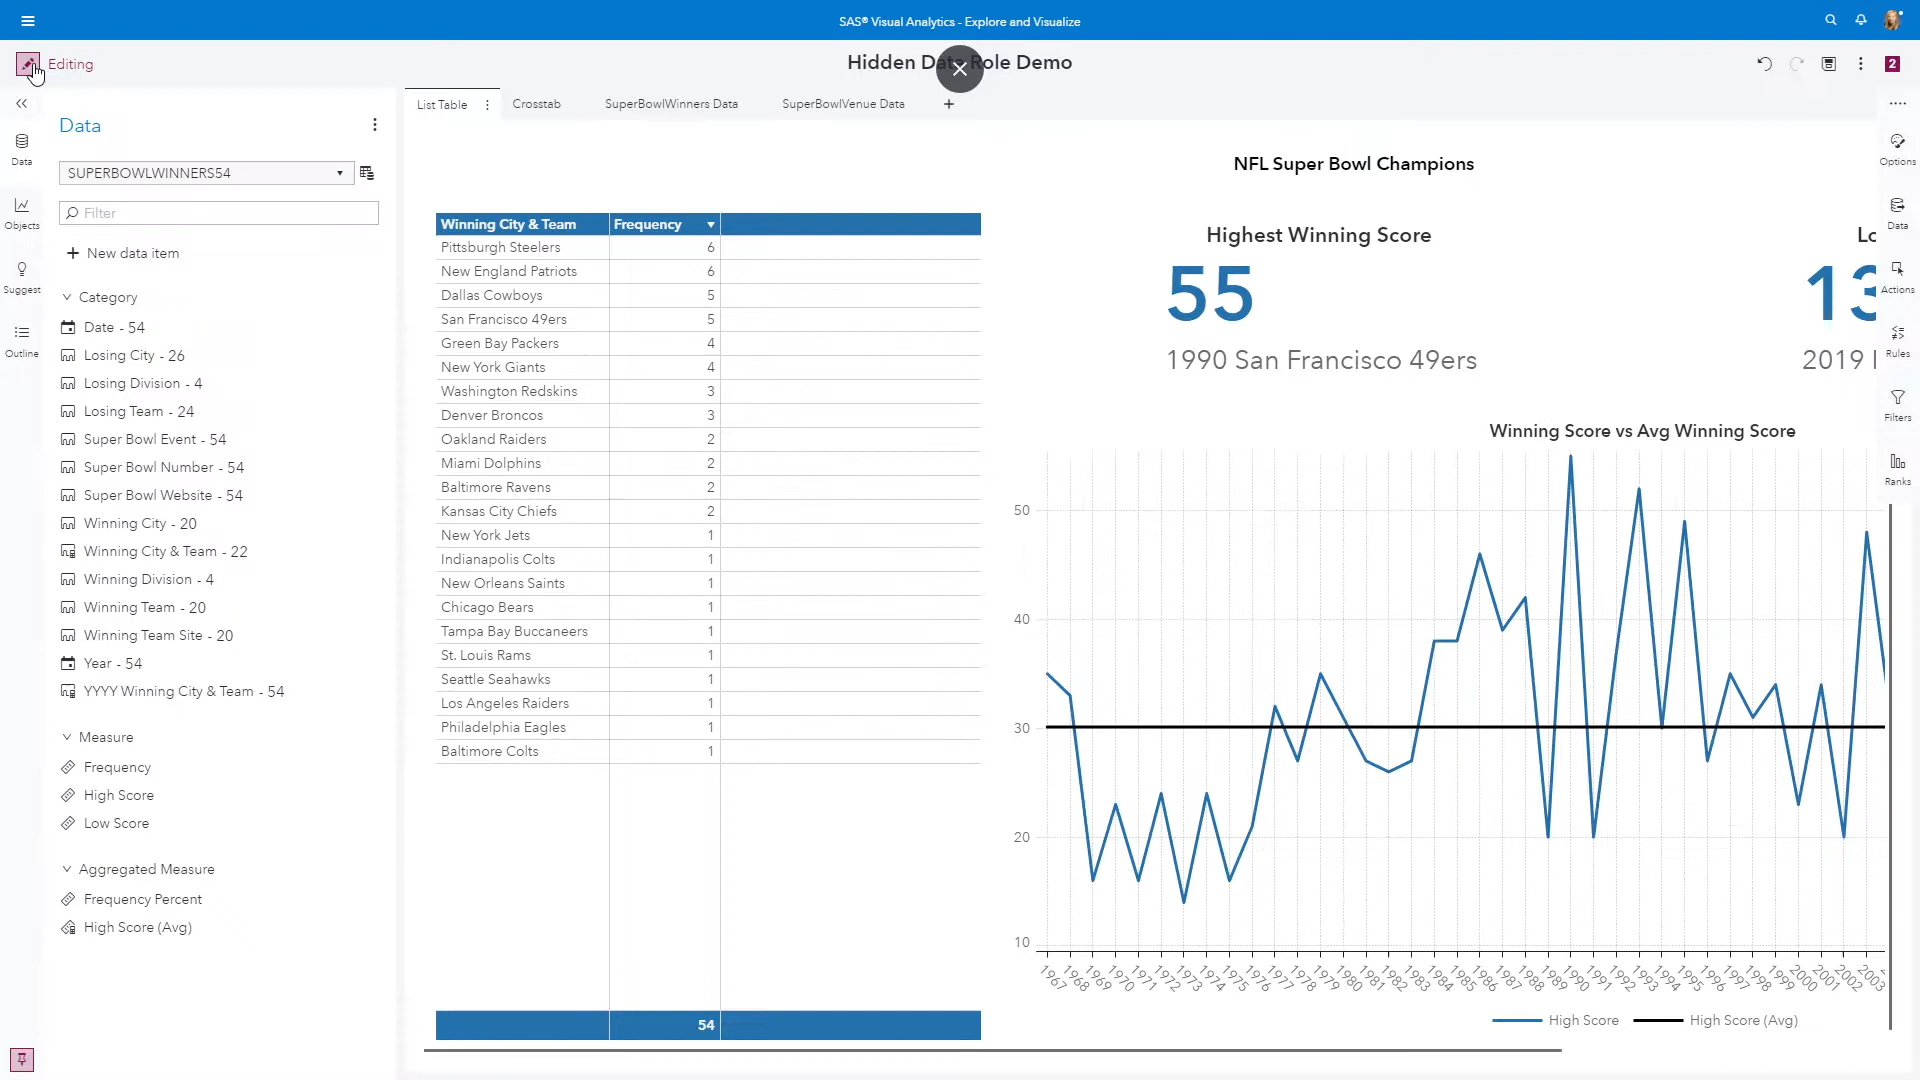 SAS® Visual Analytics - Explore and Visualize
Editing
Hidden Data Role Demo
2
List Table
Crosstab
SuperBowlWinners Data
SuperBowlVenue Data
Data
Objects
Suggest
Outline
Data
SUPERBOWLWINNERS54
Filter
New data item
Category
Date - 54
Losing City - 26
Losing Division - 4
Losing Team - 24
Super Bowl Event - 54
Super Bowl Number - 54
Super Bowl Website - 54
Winning City - 20
Winning City & Team - 22
Winning Division - 4
Winning Team - 20
Winning Team Site - 20
Year - 54
YYYY Winning City & Team - 54
Measure
Frequency
High Score
Low Score
Aggregated Measure
Frequency Percent
High Score (Avg)
Winning City & Team Frequency
Pittsburgh Steelers 6
New England Patriots 6
Dallas Cowboys 5
San Francisco 49ers 5
Green Bay Packers 4
New York Giants 4
Washington Redskins 3
Denver Broncos 3
Oakland Raiders 2
Miami Dolphins 2
Baltimore Ravens 2
Kansas City Chiefs 2
New York Jets 1
Indianapolis Colts 1
New Orleans Saints 1
Chicago Bears 1
Tampa Bay Buccaneers 1
St. Louis Rams 1
Seattle Seahawks 1
Los Angeles Raiders 1
Philadelphia Eagles 1
Baltimore Colts 1
54
NFL Super Bowl Champions
Highest Winning Score
55
1990 San Francisco 49ers
Lo
13
2019
Winning Score vs Avg Winning Score
50
40
30
20
10
1967 1968 1969 1970 1971 1972 1973 1974 1975 1976 1977 1978 1979 1980 1981 1982 1983 1984 1985 1986 1987 1988 1989 1990 1991 1992 1993 1994 1995 1996 1997 1998 1999 2000 2001 2002 2003
High Score High Score (Avg)
Options
Data
Actions
Rules
Filters
Ranks